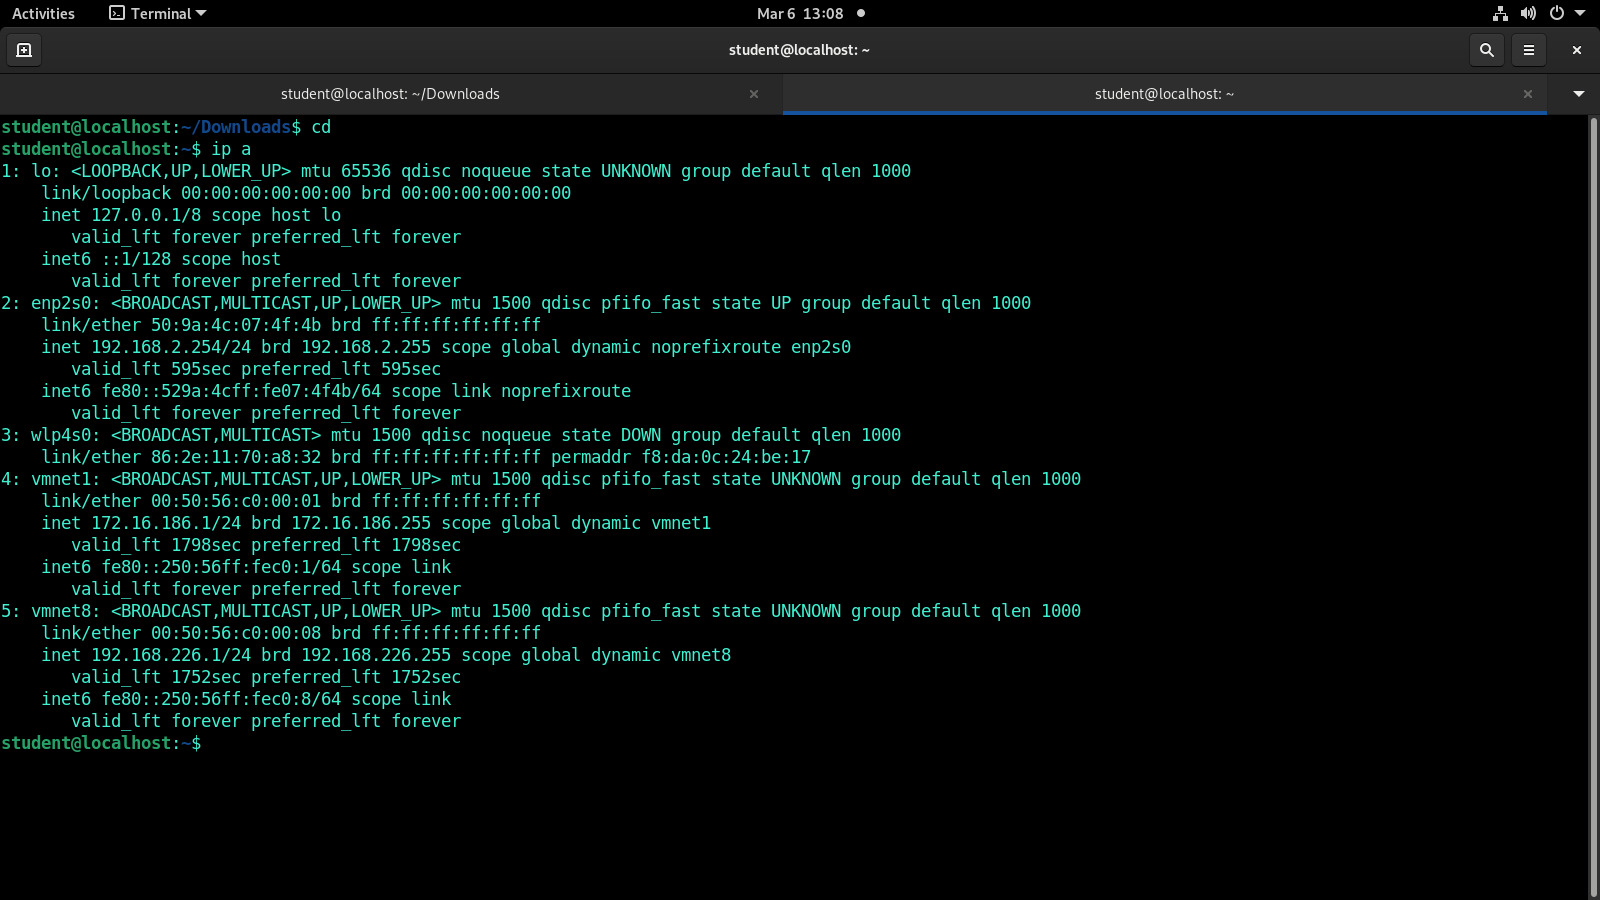 Activities Terminal Mar 6 13:08
student@localhost: ~
student@localhost: ~/Downloads student@localhost: ~
student@localhost:~/Downloads$ cd
student@localhost:~$ ip a
1: lo: <LOOPBACK,UP,LOWER_UP> mtu 65536 qdisc noqueue state UNKNOWN group default qlen 1000
    link/loopback 00:00:00:00:00:00 brd 00:00:00:00:00:00
    inet 127.0.0.1/8 scope host lo
       valid_lft forever preferred_lft forever
    inet6 ::1/128 scope host
       valid_lft forever preferred_lft forever
2: enp2s0: <BROADCAST,MULTICAST,UP,LOWER_UP> mtu 1500 qdisc pfifo_fast state UP group default qlen 1000
    link/ether 50:9a:4c:07:4f:4b brd ff:ff:ff:ff:ff:ff
    inet 192.168.2.254/24 brd 192.168.2.255 scope global dynamic noprefixroute enp2s0
       valid_lft 595sec preferred_lft 595sec
    inet6 fe80::529a:4cff:fe07:4f4b/64 scope link noprefixroute
       valid_lft forever preferred_lft forever
3: wlp4s0: <BROADCAST,MULTICAST> mtu 1500 qdisc noqueue state DOWN group default qlen 1000
    link/ether 86:2e:11:70:a8:32 brd ff:ff:ff:ff:ff:ff permaddr f8:da:0c:24:be:17
4: vmnet1: <BROADCAST,MULTICAST,UP,LOWER_UP> mtu 1500 qdisc pfifo_fast state UNKNOWN group default qlen 1000
    link/ether 00:50:56:c0:00:01 brd ff:ff:ff:ff:ff:ff
    inet 172.16.186.1/24 brd 172.16.186.255 scope global dynamic vmnet1
       valid_lft 1798sec preferred_lft 1798sec
    inet6 fe80::250:56ff:fec0:1/64 scope link
       valid_lft forever preferred_lft forever
5: vmnet8: <BROADCAST,MULTICAST,UP,LOWER_UP> mtu 1500 qdisc pfifo_fast state UNKNOWN group default qlen 1000
    link/ether 00:50:56:c0:00:08 brd ff:ff:ff:ff:ff:ff
    inet 192.168.226.1/24 brd 192.168.226.255 scope global dynamic vmnet8
       valid_lft 1752sec preferred_lft 1752sec
    inet6 fe80::250:56ff:fec0:8/64 scope link
       valid_lft forever preferred_lft forever
student@localhost:~$